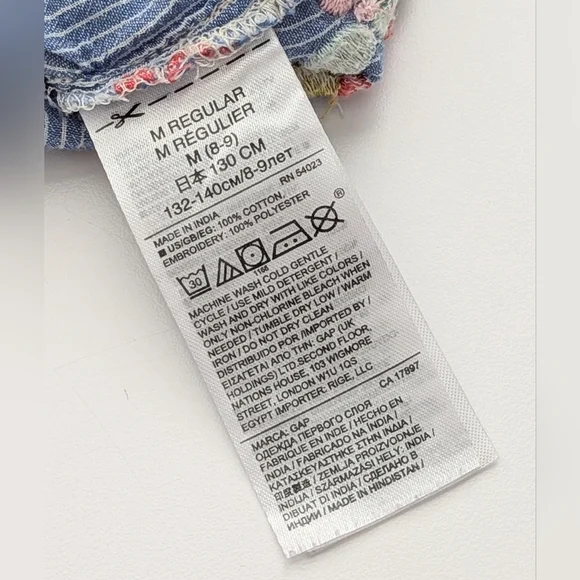 M REGULAR
M RÉGULIER
M (8-9)
日本 130 CM
132-140см/8-9лет
RN 54023
MADE IN INDIA
US/GB/EG: 100% COTTON,
EMBROIDERY: 100% POLYESTER
30
1166
®
MACHINE WASH COLD GENTLE
CYCLE / USE MILD DETERGENT /
WASH AND DRY WITH LIKE COLORS /
ONLY NON-CHLORINE BLEACH WHEN
NEEDED / TUMBLE DRY LOW / WARM
IRON / DO NOT DRY CLEAN
DISTRIBUIDO POR /IMPORTED BY /
ΕΙΣΑΓΕΤΑΙ ΑΠΟ ΤΗΝ: GAP (UK
HOLDINGS) LTD.SECOND FLOOR,
NATIONS HOUSE, 103 WIGMORE
STREET, LONDON W1U 1QS
EGYPT IMPORTER: RIGE, LLC
CA 17897
MARCA: GAP
ОДЕЖДА ПЕРВОГО СЛОЯ
FABRIQUÉ EN INDE / HECHO EN
INDIA / FABRICADO NA ÍNDIA /
ΚΑΤΑΣΚΕΥΑΣΤΗΚΕ ΣΤΗΝ ΙΝΔΙΑ /
印度製造 / ZEMLJA PROIZVODNJE,
INDIJA / SZÁRMAZÁSI HELY: INDIA /
DIBUAT DI INDIA / СДЕЛАНО В
ИНДИИ / MADE IN HINDISTAN /